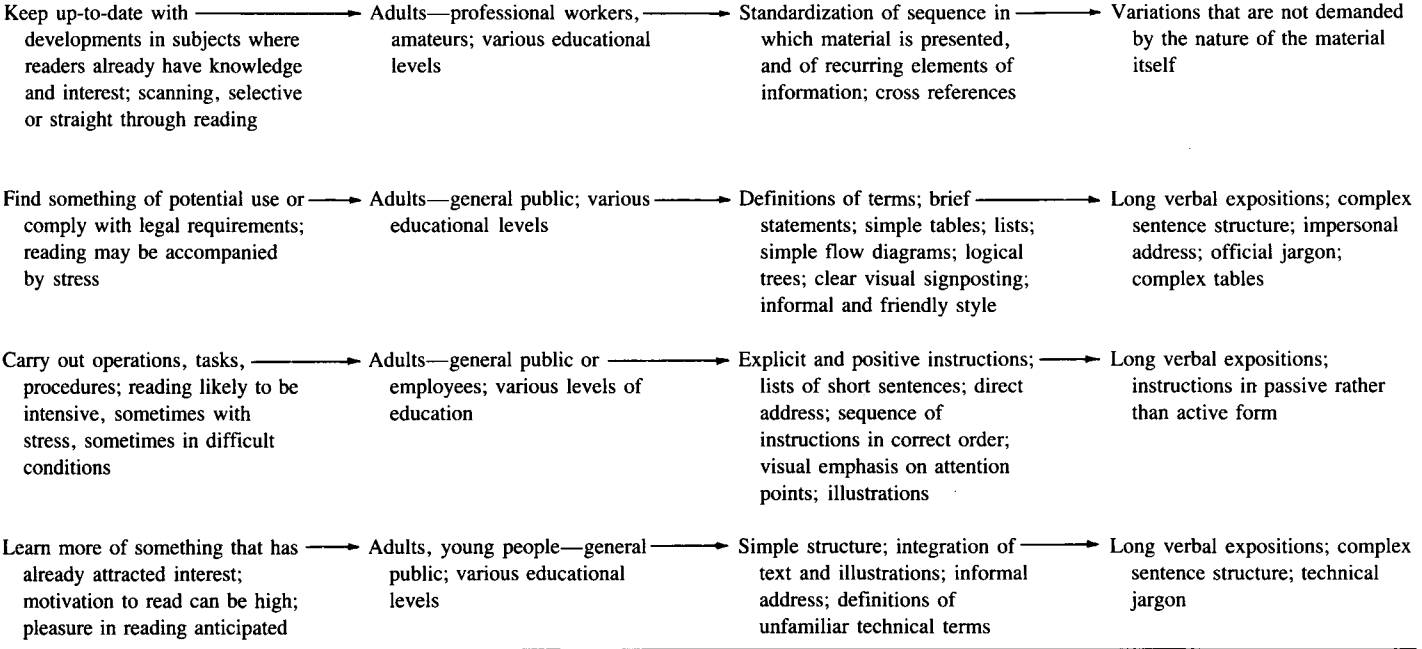 Keep up-to-date with
developments in subjects where
readers already have knowledge
and interest; scanning, selective
or straight through reading
Adults—professional workers,
amateurs; various educational
levels
Standardization of sequence in
which material is presented,
and of recurring elements of
information; cross references
Variations that are not demanded
by the nature of the material
itself
Find something of potential use or
comply with legal requirements;
reading may be accompanied
by stress
Adults—general public; various
educational levels
Definitions of terms; brief
statements; simple tables; lists;
simple flow diagrams; logical
trees; clear visual signposting;
informal and friendly style
Long verbal expositions; complex
sentence structure; impersonal
address; official jargon;
complex tables
Carry out operations, tasks,
procedures; reading likely to be
intensive, sometimes with
stress, sometimes in difficult
conditions
Adults—general public or
employees; various levels of
education
Explicit and positive instructions;
lists of short sentences; direct
address; sequence of
instructions in correct order;
visual emphasis on attention
points; illustrations
Long verbal expositions;
instructions in passive rather
than active form
Learn more of something that has
already attracted interest;
motivation to read can be high;
pleasure in reading anticipated
Adults, young people—general
public; various educational
levels
Simple structure; integration of
text and illustrations; informal
address; definitions of
unfamiliar technical terms
Long verbal expositions; complex
sentence structure; technical
jargon